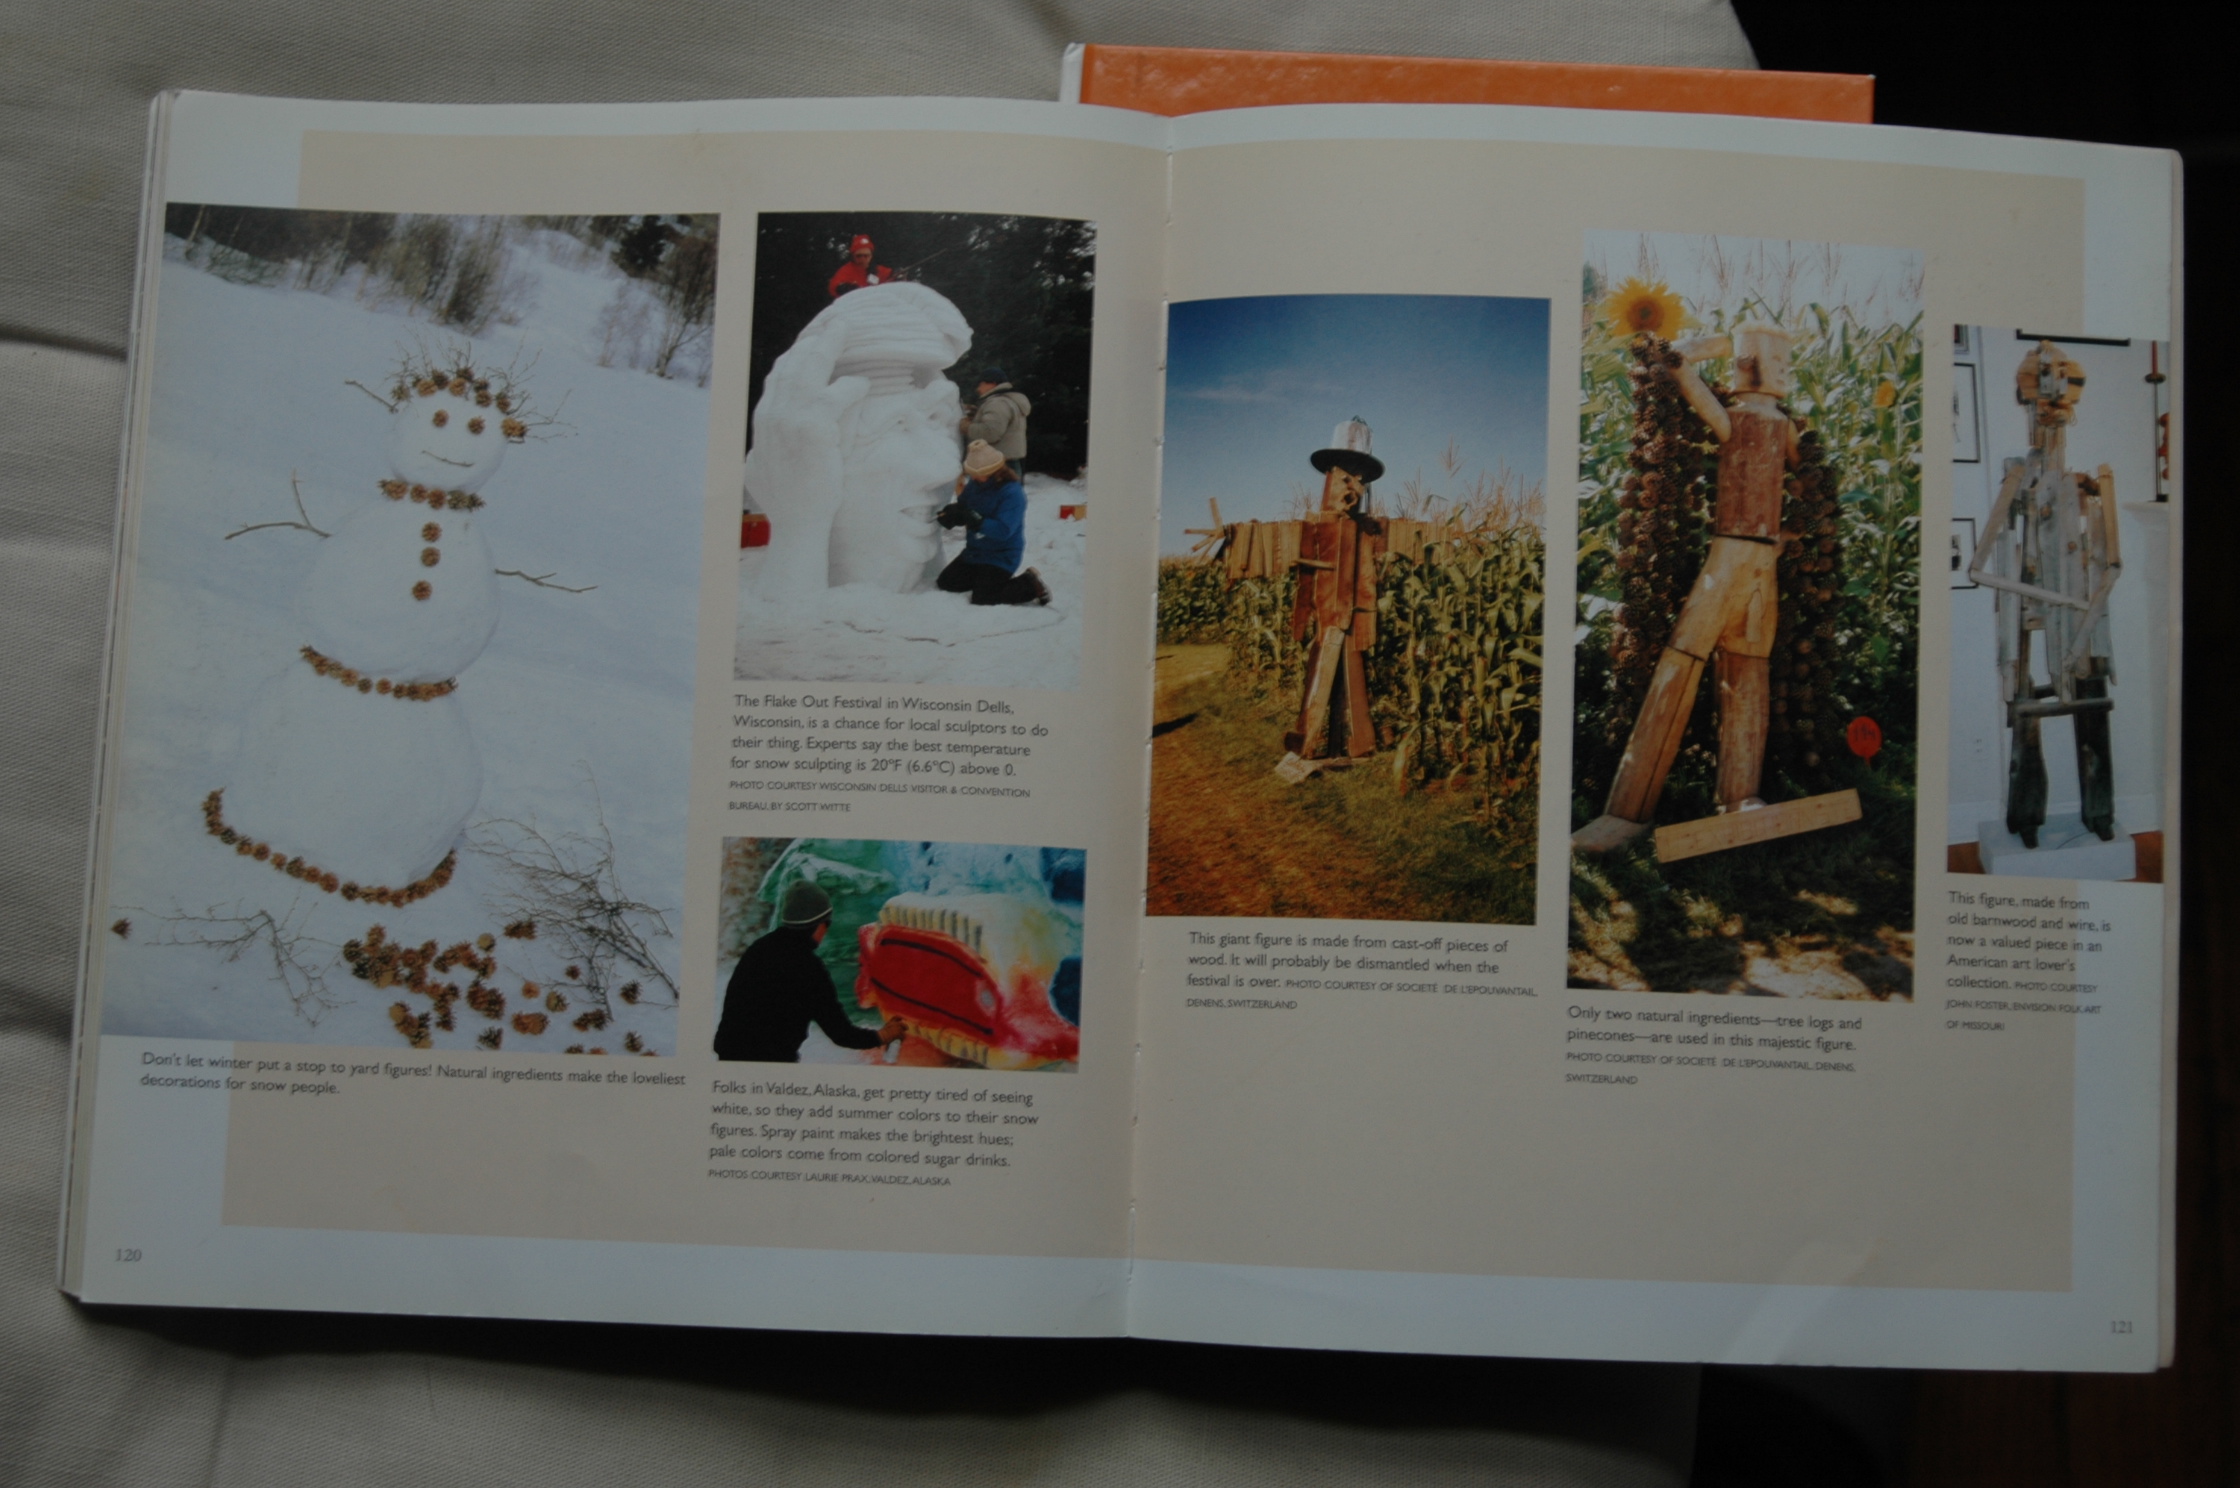 Don't let winter put a stop to yard figures! Natural ingredients make the loveliest
decorations for snow people.
The Flake Out Festival in Wisconsin Dells,
Wisconsin, is a chance for local sculptors to do
their thing. Experts say the best temperature
for snow sculpting is 20°F (6.6°C) above 0.
PHOTO COURTESY WISCONSIN DELLS VISITOR & CONVENTION
BUREAU, BY SCOTT WITTE
Folks in Valdez, Alaska, get pretty tired of seeing
white, so they add summer colors to their snow
figures. Spray paint makes the brightest hues;
pale colors come from colored sugar drinks.
PHOTOS COURTESY LAURIE PRAX, VALDEZ, ALASKA
120
This giant figure is made from cast-off pieces of
wood. It will probably be dismantled when the
festival is over. PHOTO COURTESY OF SOCIETÉ DE L'EPOUVANTAIL,
DENENS, SWITZERLAND
Only two natural ingredients—tree logs and
pinecones—are used in this majestic figure.
PHOTO COURTESY OF SOCIETÉ DE L'EPOUVANTAIL, DENENS,
SWITZERLAND
This figure, made from
old barnwood and wire, is
now a valued piece in an
American art lover's
collection. PHOTO COURTESY
JOHN FOSTER, ENVISION FOLK ART
OF MISSOURI
121